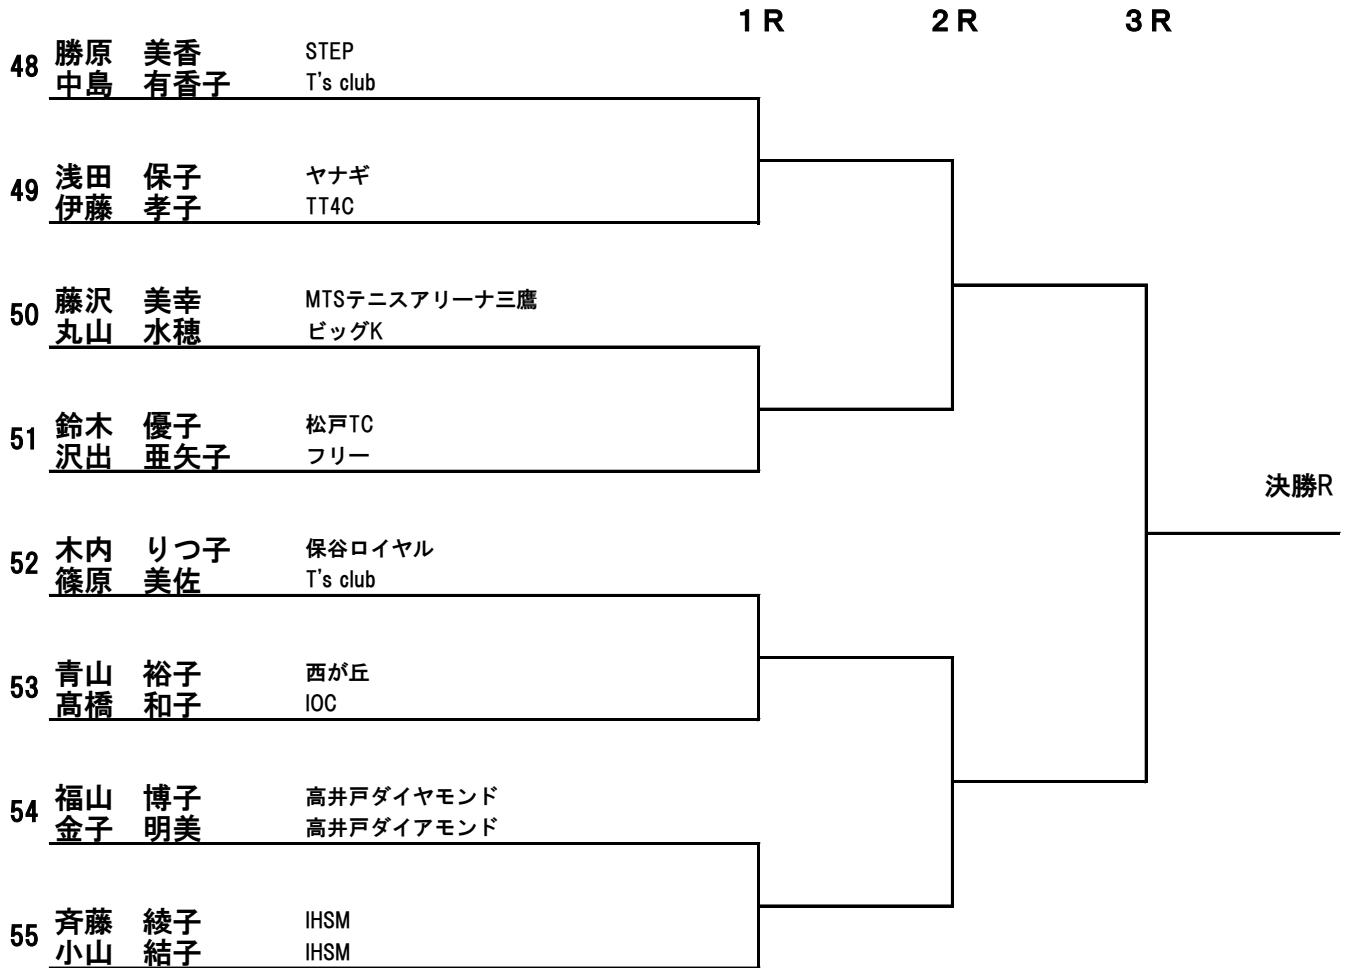 1R 2R 3R
48 勝原 美香 STEP
中島 有香子 T's club
49 浅田 保子 ヤナギ
伊藤 孝子 TT4C
50 藤沢 美幸 MTSテニスアリーナ三鷹
丸山 水穂 ビッグK
51 鈴木 優子 松戸TC
沢出 亜矢子 フリー
決勝R
52 木内 りつ子 保谷ロイヤル
篠原 美佐 T's club
53 青山 裕子 西が丘
髙橋 和子 IOC
54 福山 博子 高井戸ダイヤモンド
金子 明美 高井戸ダイアモンド
55 斉藤 綾子 IHSM
小山 結子 IHSM